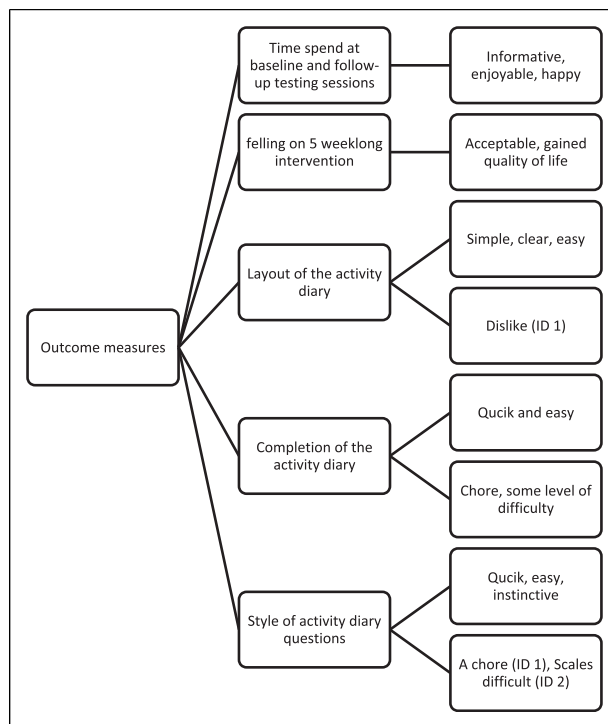 Time spend at
baseline and follow-
up testing sessions
Informative,
enjoyable, happy
felling on 5 weeklong
intervention
Acceptable, gained
quality of life
Layout of the activity
diary
Simple, clear, easy
Dislike (ID 1)
Outcome measures
Completion of the
activity diary
Qucik and easy
Chore, some level of
difficulty
Style of activity diary
questions
Qucik, easy,
instinctive
A chore (ID 1), Scales
difficult (ID 2)